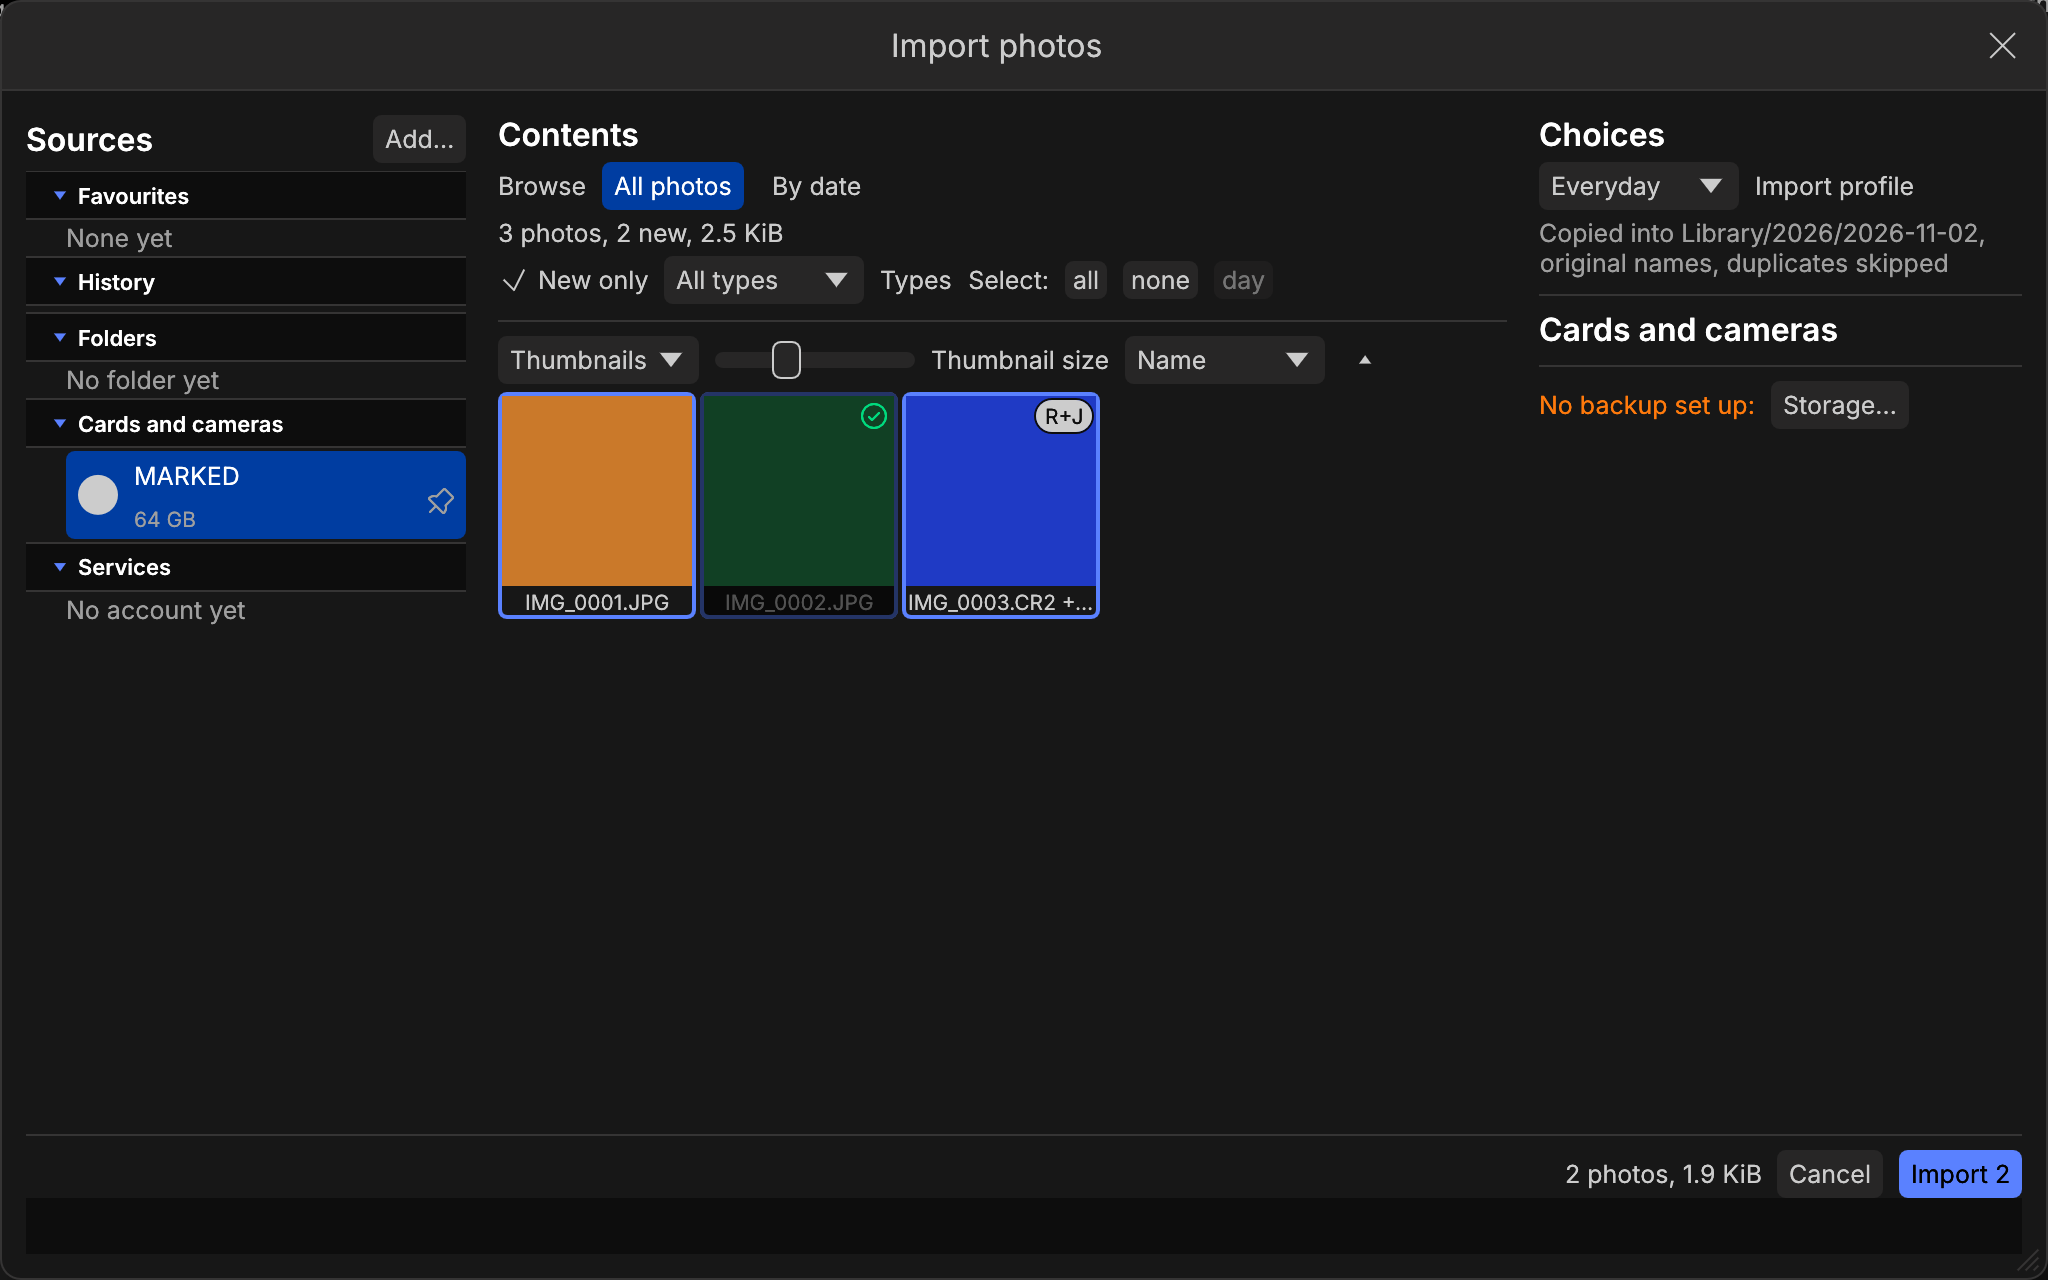 Import photos
Sources
Add...
Favourites
None yet
History
Folders
No folder yet
Cards and cameras
MARKED
64 GB
Services
No account yet
Contents
Browse All photos By date
3 photos, 2 new, 2.5 KiB
New only All types Types Select: all none day
Thumbnails Thumbnail size Name
R+J
IMG_0001.JPG IMG_0002.JPG IMG_0003.CR2 +...
Choices
Everyday Import profile
Copied into Library/2026/2026-11-02,
original names, duplicates skipped
Cards and cameras
No backup set up: Storage...
2 photos, 1.9 KiB Cancel Import 2